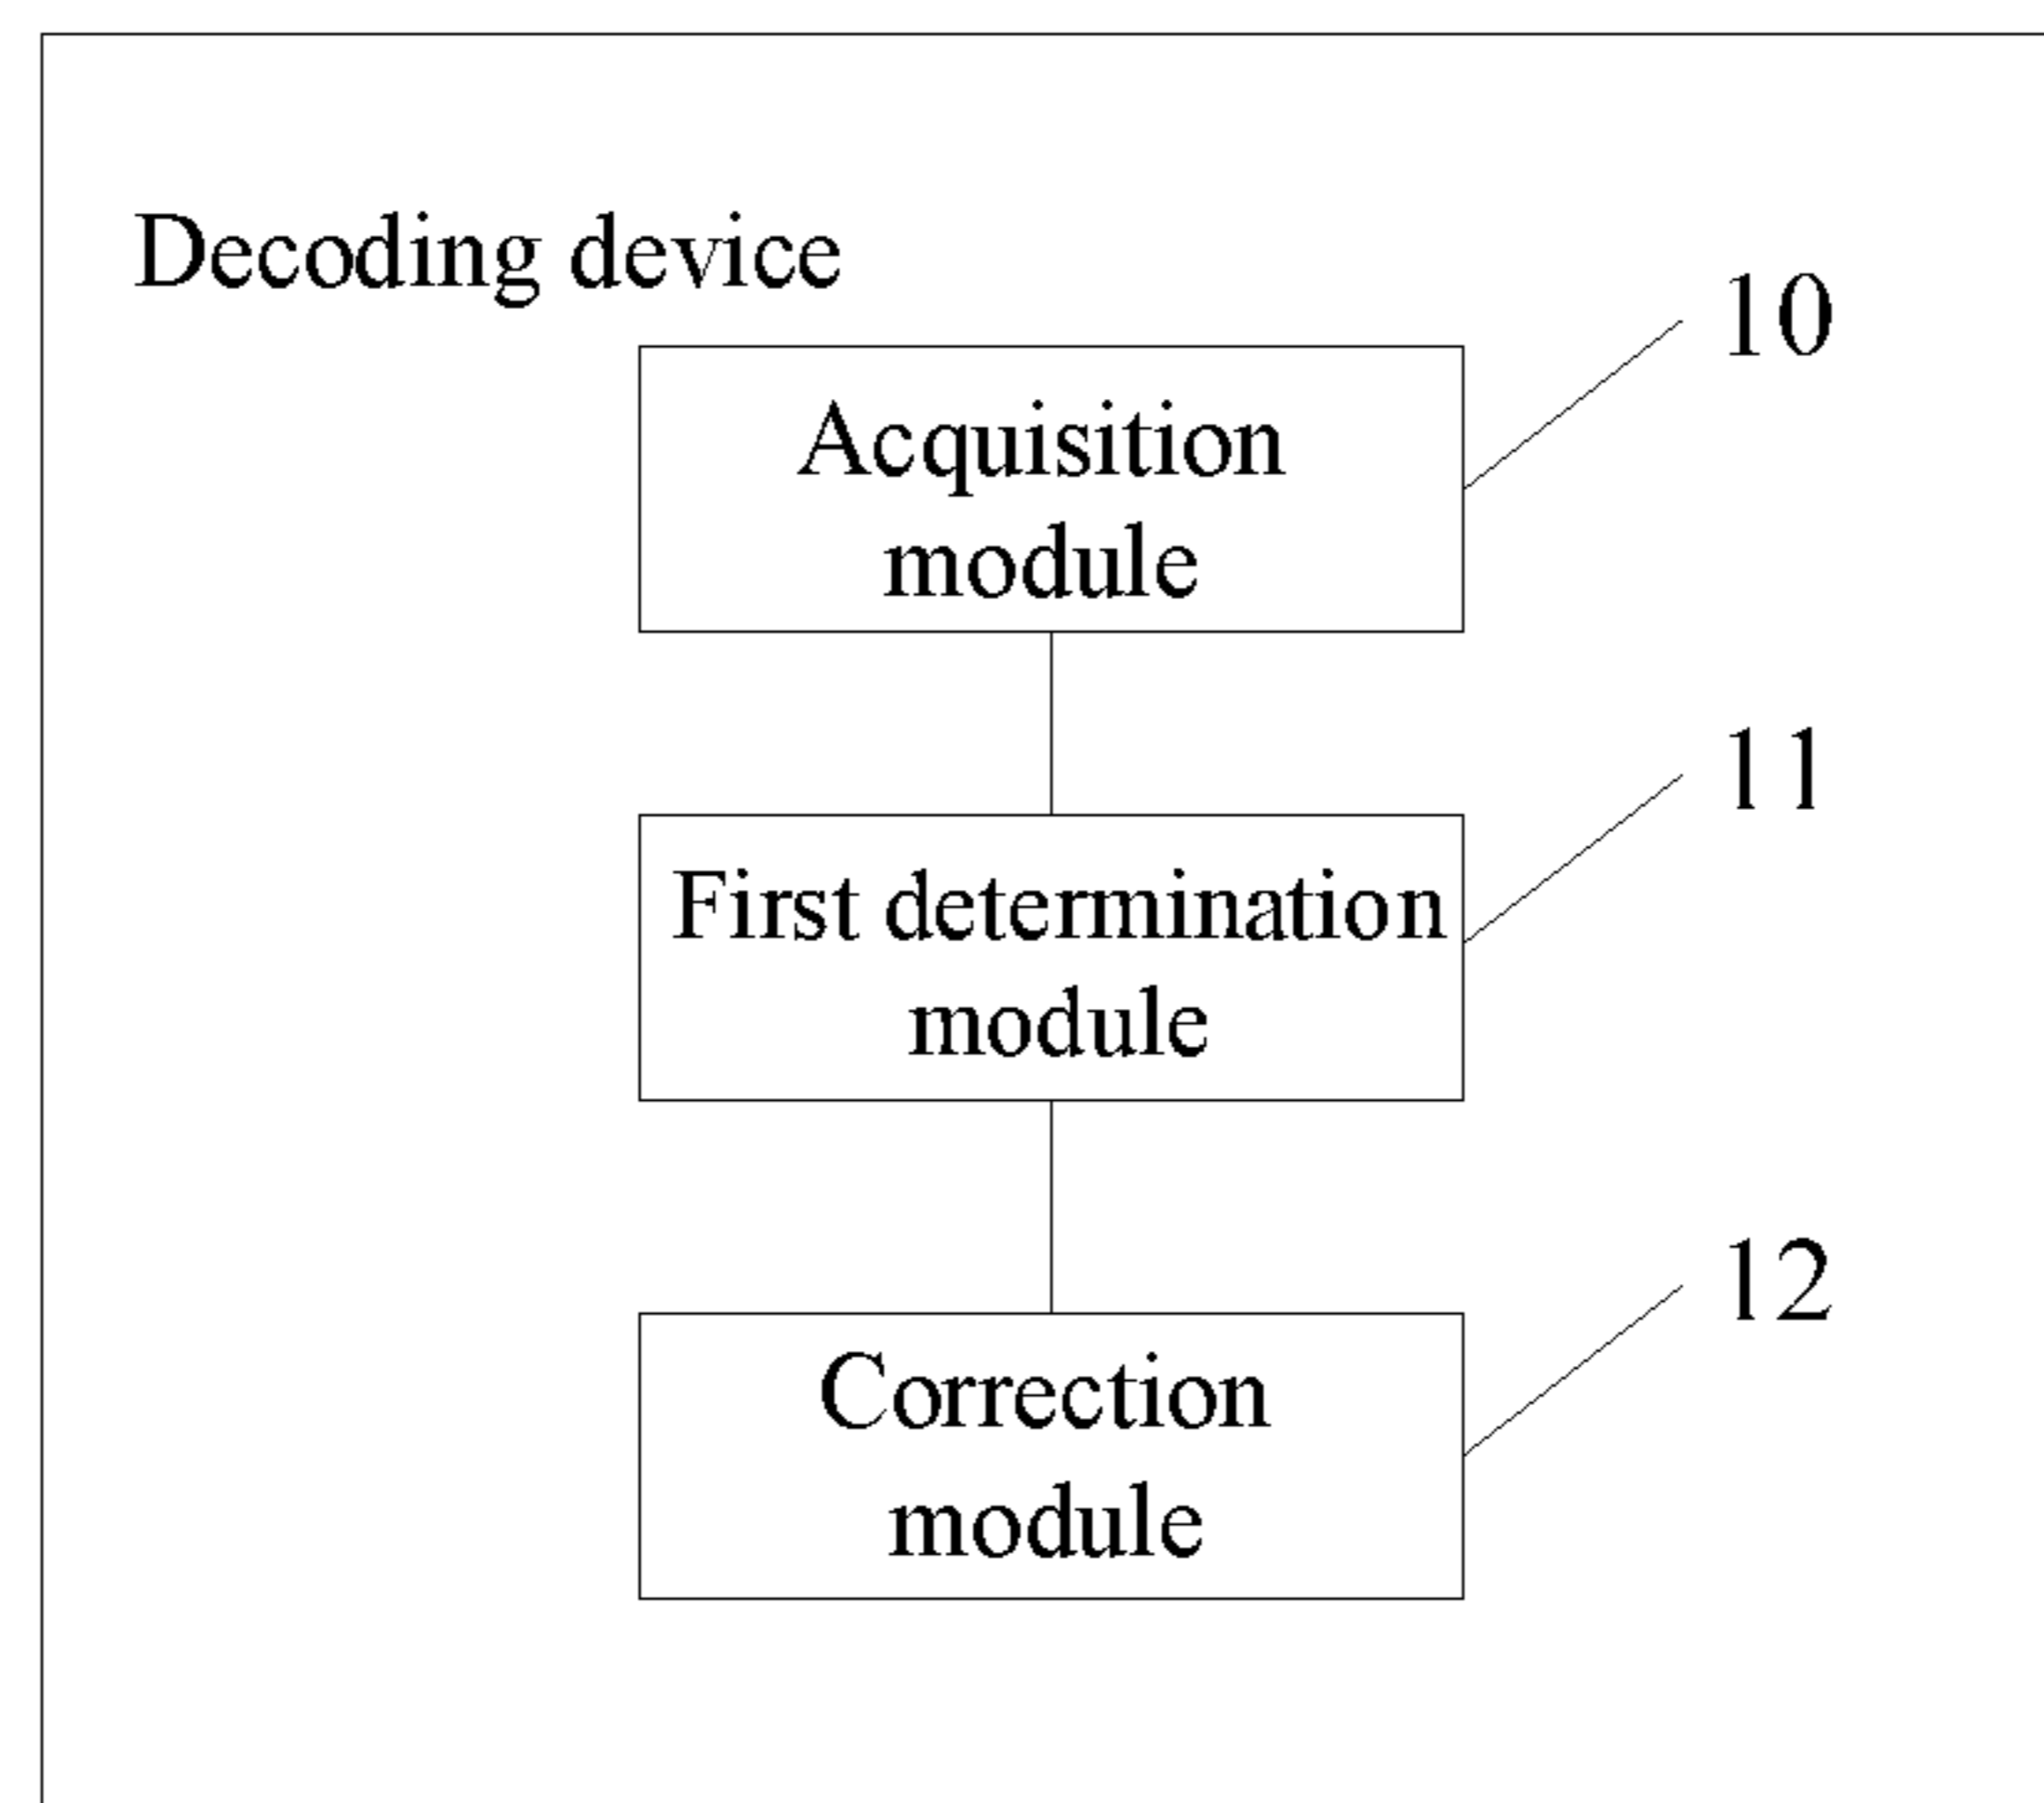 Decoding device
10
Acquisition
module
11
First determination
module
12
Correction
module